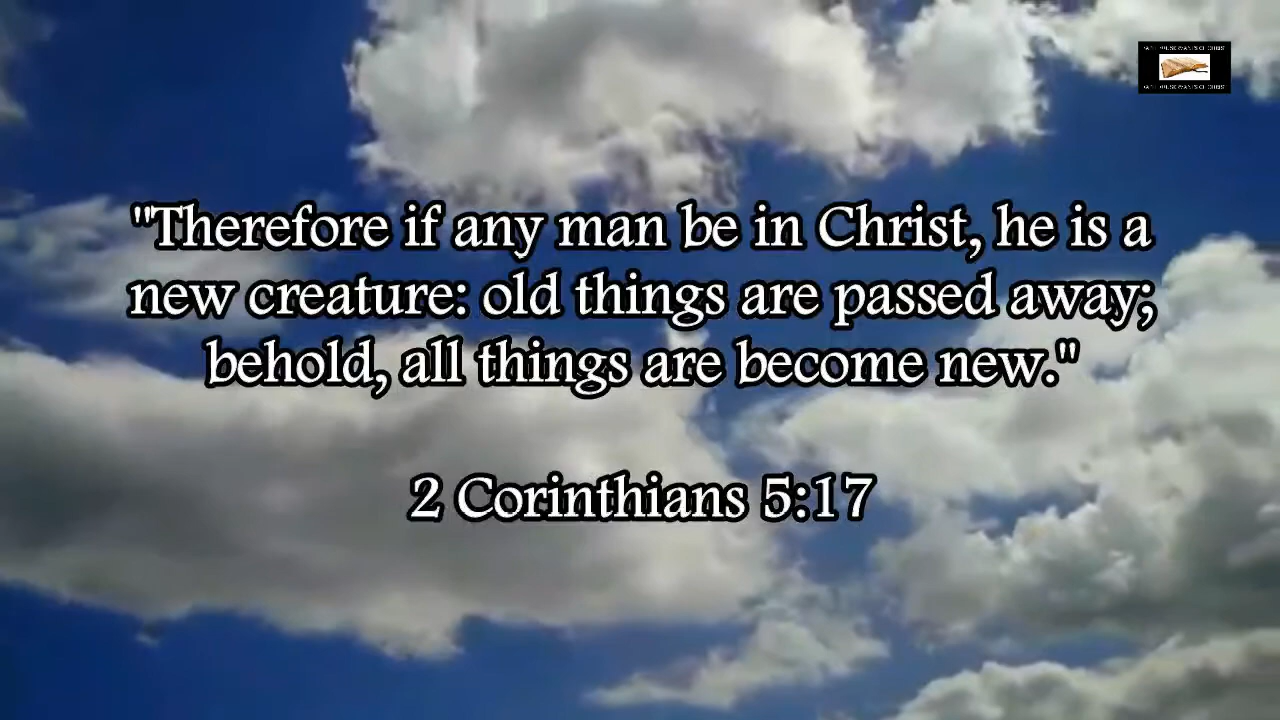 "Therefore if any man be in Christ, he is a
new creature: old things are passed away;
behold, all things are become new."
2 Corinthians 5:17